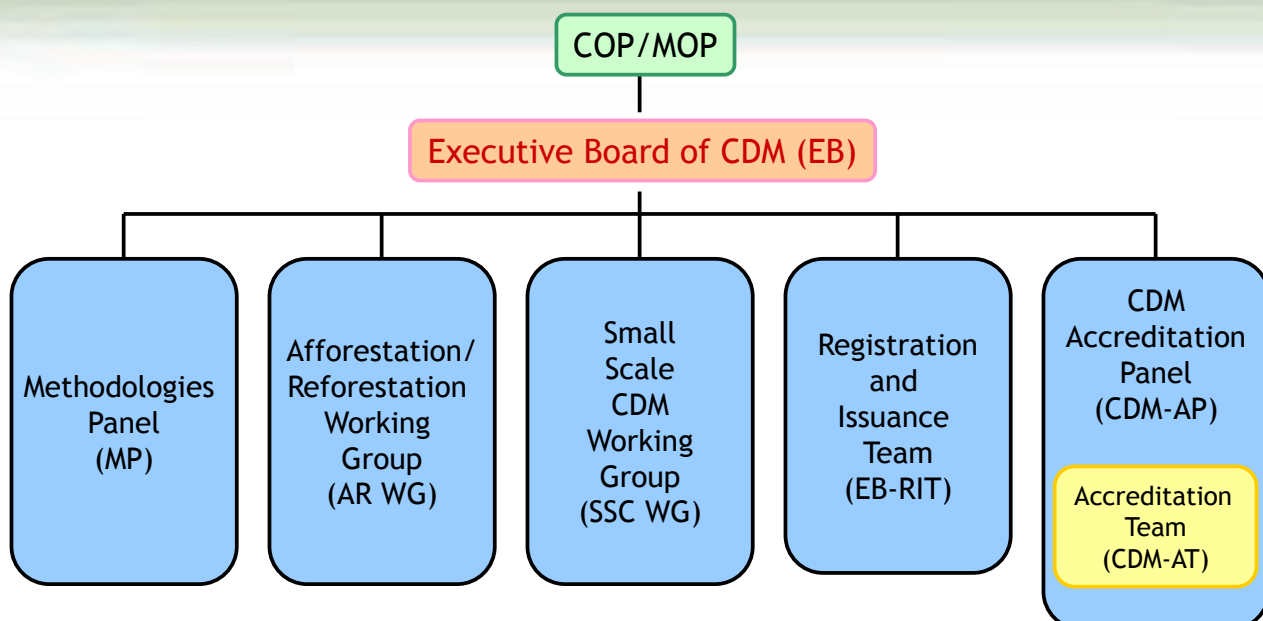 COP/MOP
Executive Board of CDM (EB)
Methodologies
Panel
(MP)
Afforestation/
Reforestation
Working
Group
(AR WG)
Small
Scale
CDM
Working
Group
(SSC WG)
Registration
and
Issuance
Team
(EB-RIT)
CDM
Accreditation
Panel
(CDM-AP)
Accreditation
Team
(CDM-AT)